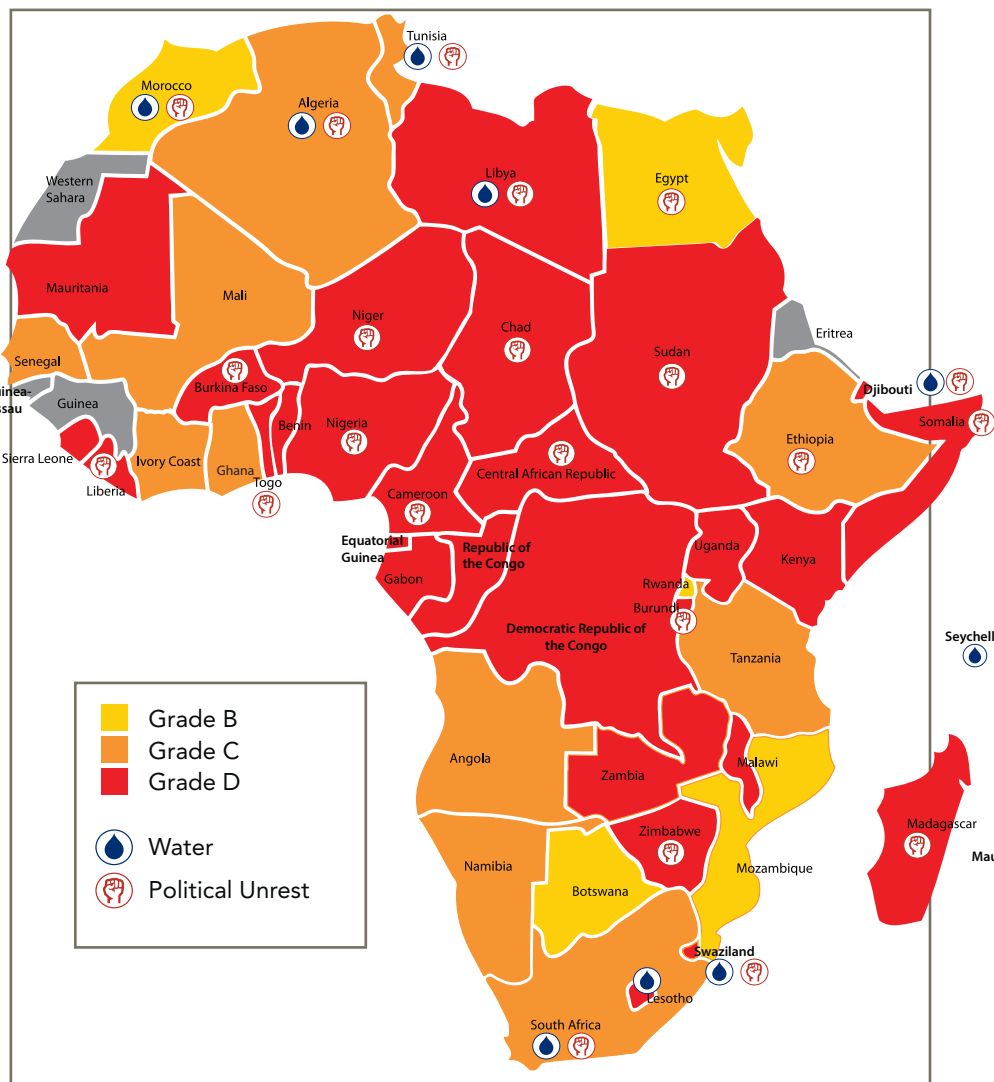 Tunisia
Morocco
Algeria
Western
Sahara
Libya
Egypt
Mauritania
Mali
Niger
Chad
Sudan
Eritrea
Senegal
Burkina Faso
Djibouti
Guinea
Benin
Nigeria
Somalia
Sierra Leone
Ivory Coast
Ghana
Togo
Ethiopia
Liberia
Central African Republic
Cameroon
Equatorial
Guinea
Republic of
the Congo
Uganda
Kenya
Gabon
Rwanda
Burundi
Democratic Republic of
the Congo
Tanzania
Seychell
Grade B
Grade C
Grade D
Water
Political Unrest
Angola
Zambia
Malawi
Zimbabwe
Madagascar
Namibia
Botswana
Mozambique
Mau
Swaziland
Lesotho
South Africa